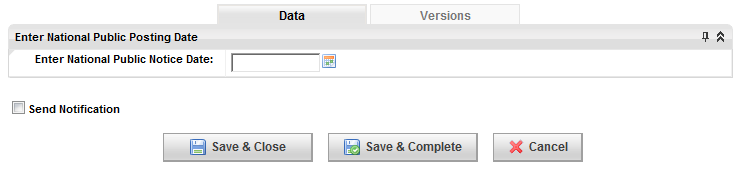 Data Versions
Enter National Public Posting Date
Enter National Public Notice Date:
Send Notification
Save & Close Save & Complete Cancel